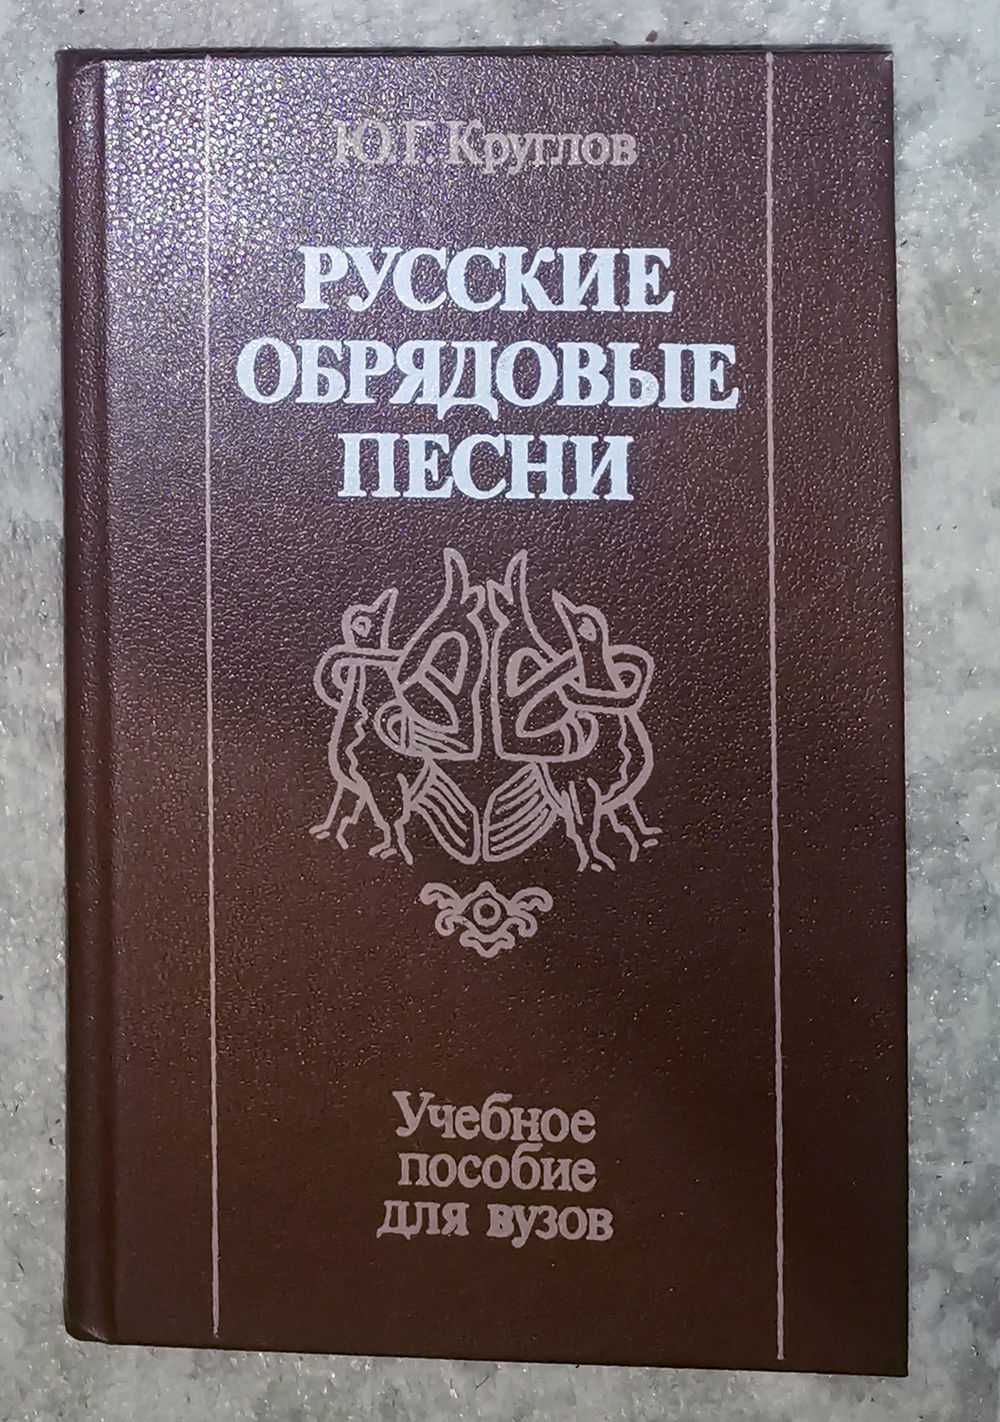 Ю.Г. Круглов
РУССКИЕ
ОБРЯДОВЫЕ
ПЕСНИ
Учебное
пособие
для вузов